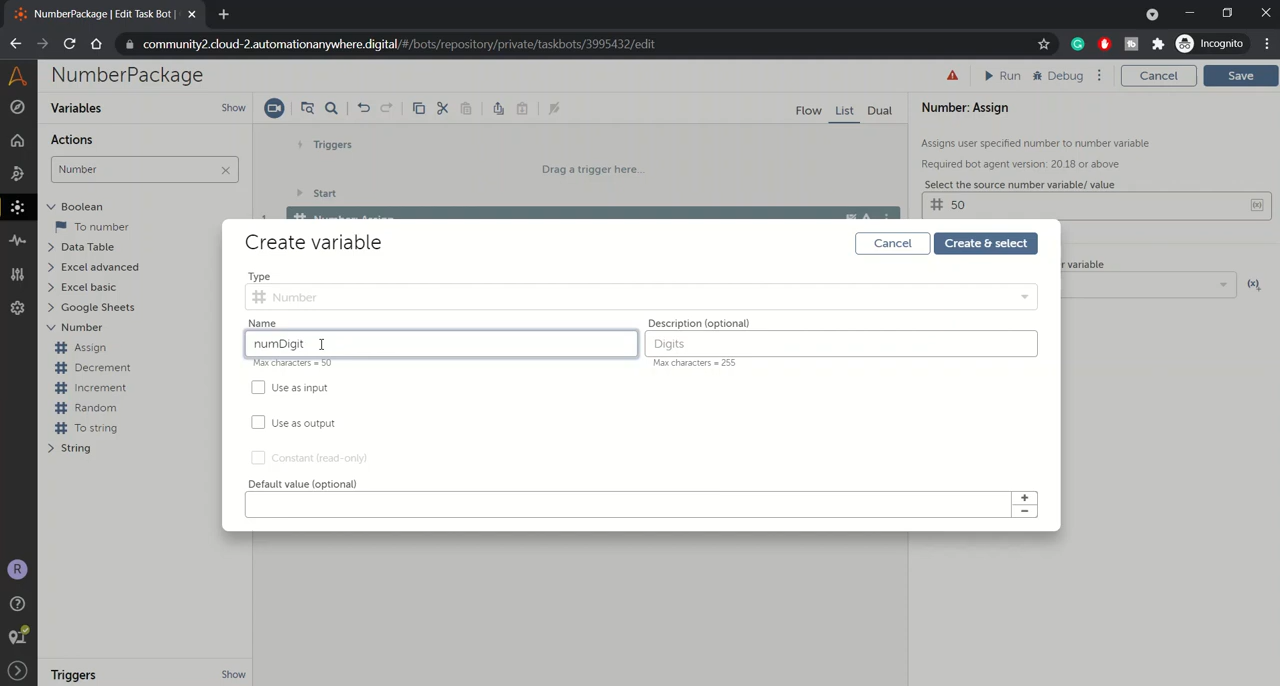 NumberPackage | Edit Task Bot |
community2.cloud-2.automationanywhere.digital/#/bots/repository/private/taskbots/3995432/edit
Incognito
NumberPackage
Run
Debug
Cancel
Save
Variables
Show
Flow
List
Dual
Number: Assign
Actions
Triggers
Assigns user specified number to number variable
Required bot agent version: 20.18 or above
Number
Drag a trigger here...
Select the source number variable/ value
Start
50
(x)
1
Number: Assign
Boolean
To number
Data Table
Excel advanced
Excel basic
Google Sheets
Number
Assign
Decrement
Increment
Random
To string
String
Create variable
Cancel
Create & select
r variable
(x)+
Type
Number
Name
Description (optional)
numDigit
Digits
Max characters = 50
Max characters = 255
Use as input
Use as output
Constant (read-only)
Default value (optional)
R
Triggers
Show